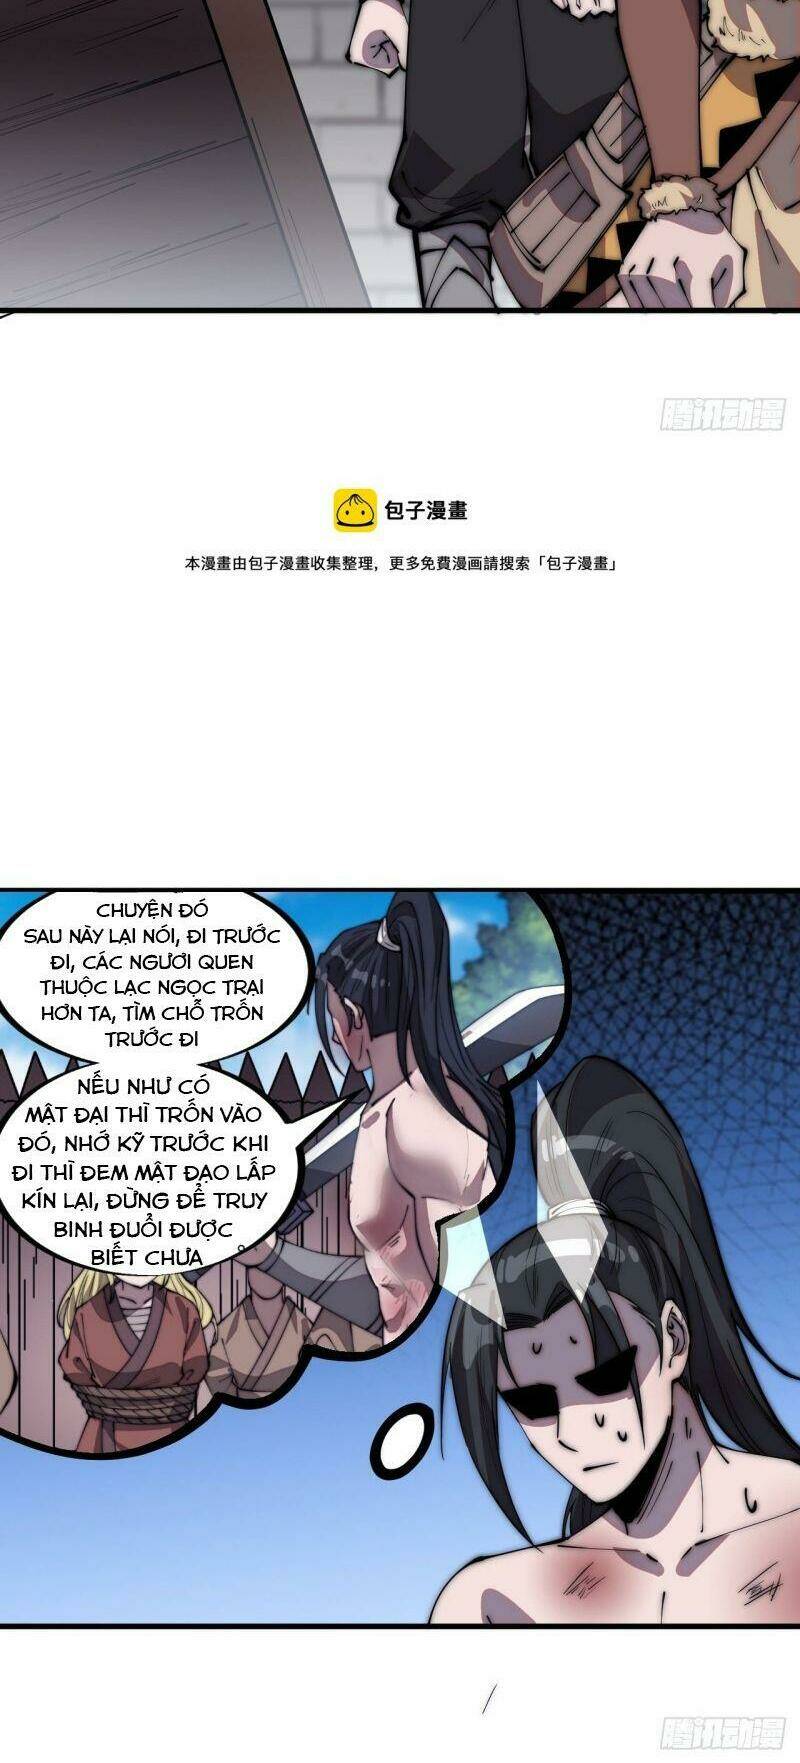 腾讯动漫
包子漫畫
本漫畫由包子漫畫收集整理，更多免費漫画請搜索「包子漫畫」
CHUYỆN ĐÓ
SAU NÀY LẠI NÓI, ĐI TRƯỚC
ĐI, CÁC NGƯƠI QUEN
THUỘC LẠC NGỌC TRẠI
HƠN TA, TÌM CHỖ TRỐN
TRƯỚC ĐI
NẾU NHƯ CÓ
MẬT ĐẠI THÌ TRỐN VÀO
ĐÓ, NHỚ KỸ TRƯỚC KHI
ĐI THÌ ĐEM MẬT ĐẠO LẤP
KÍN LẠI, ĐỪNG ĐỂ TRUY
BINH ĐUỔI ĐƯỢC
BIẾT CHƯA
腾讯动漫